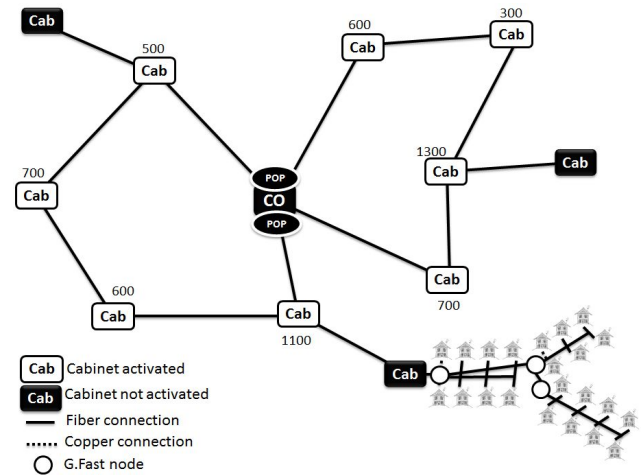 Cab
500
Cab
600
Cab
300
Cab
700
Cab
POP
CO
POP
1300
Cab
Cab
600
Cab
Cab
1100
Cab
700
Cab
Cab Cabinet activated
Cab Cabinet not activated
Fiber connection
Copper connection
G.Fast node